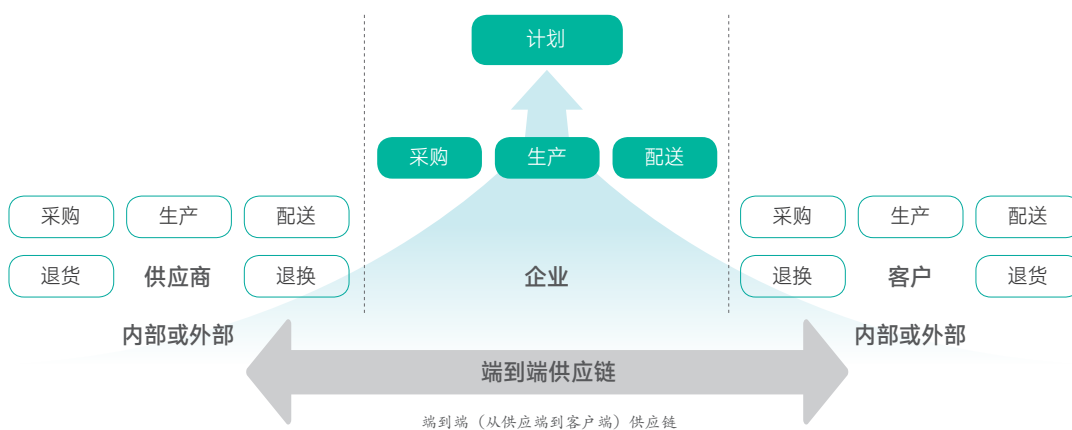 计划
采购 生产 配送
采购 生产 配送 采购 生产 配送
退货 供应商 退换 企业 退换 客户 退货
内部或外部 内部或外部
端到端供应链
端到端（从供应端到客户端）供应链